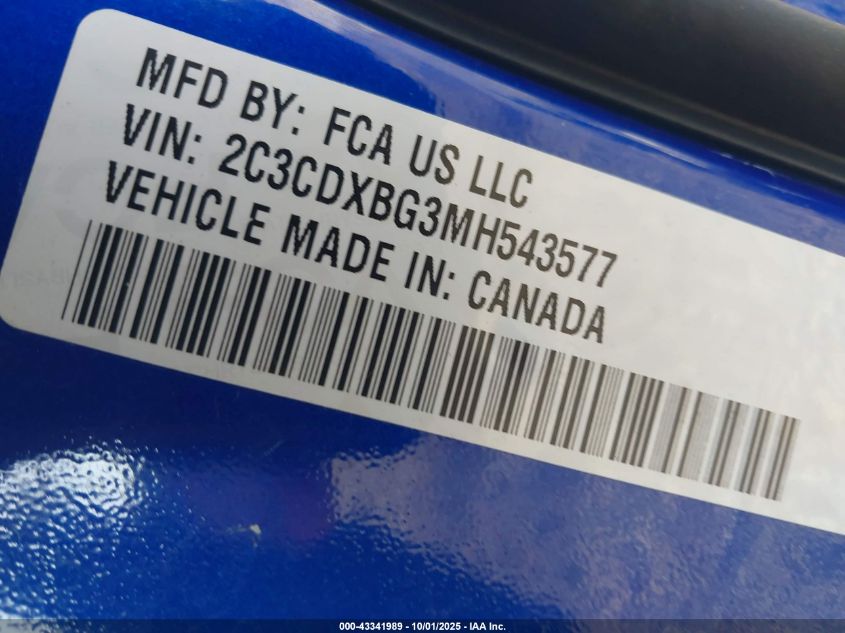 MFD BY: FCA US LLC
VIN: 2C3CDXBG3MH543577
VEHICLE MADE IN: CANADA
000-43341989 - 10/01/2025 - IAA Inc.